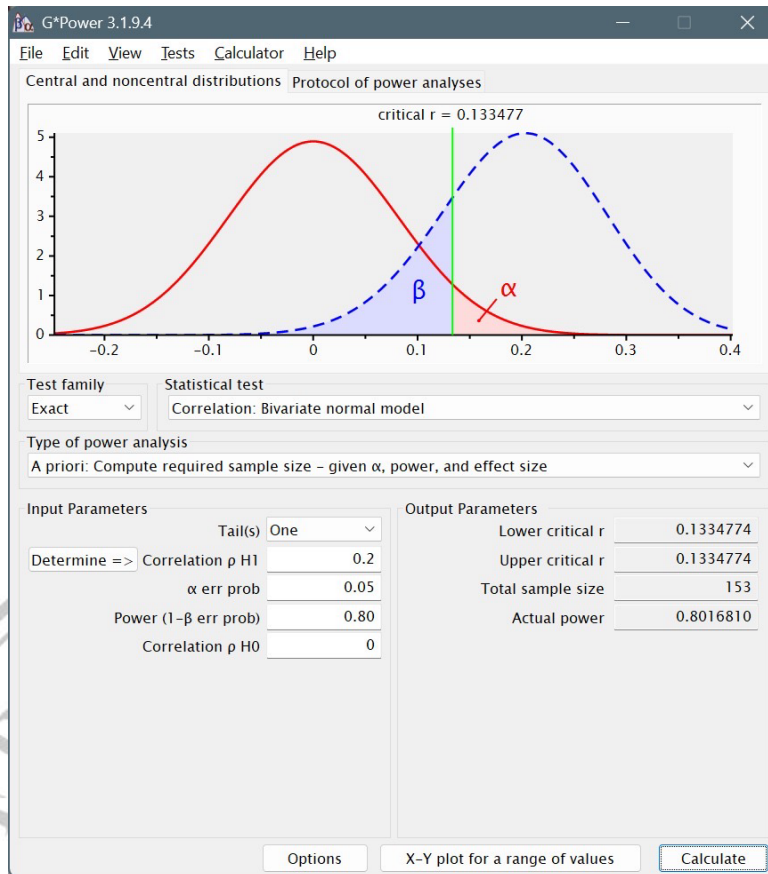 G*Power 3.1.9.4
File Edit View Tests Calculator Help
Central and noncentral distributions Protocol of power analyses
critical r = 0.133477
5
4
3
2
1
0
β
α
-0.2 -0.1 0 0.1 0.2 0.3 0.4
Test family Statistical test
Exact Correlation: Bivariate normal model
Type of power analysis
A priori: Compute required sample size – given α, power, and effect size
Input Parameters Output Parameters
Tail(s) One Lower critical r 0.1334774
Determine => Correlation ρ H1 0.2 Upper critical r 0.1334774
α err prob 0.05 Total sample size 153
Power (1-β err prob) 0.80 Actual power 0.8016810
Correlation ρ H0 0
Options X-Y plot for a range of values Calculate